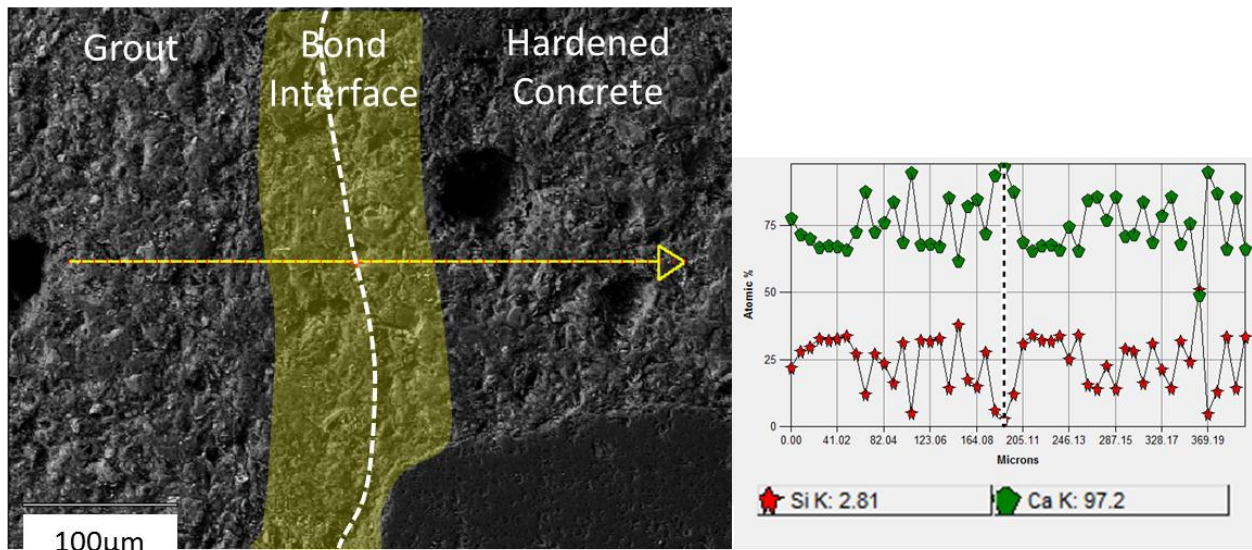 Grout
Bond
Interface
Hardened
Concrete
100µm
Atomic %
75
50
25
0
0.00 41.02 82.04 123.06 164.08 205.11 246.13 287.15 328.17 369.19
Microns
Si K: 2.81 Ca K: 97.2